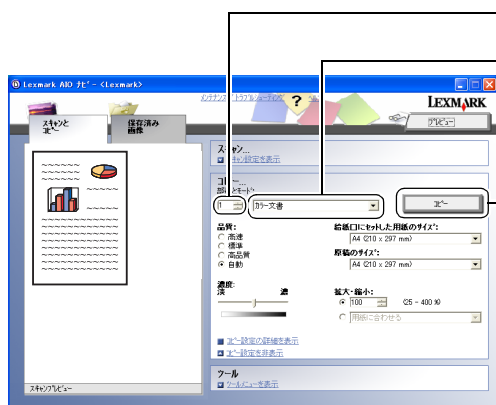 Lexmark AIO ナビ - <Lexmark>
LEXMARK
プレビュー
スキャンと
コピー
保存済み
画像
スキャン...
スキャン設定を表示
コピー...
1
カラー文書
コピー
品質:
高速
標準
高品質
自動
給紙口にセットした用紙のサイズ:
A4 (210 x 297 mm)
原稿のサイズ:
A4 (210 x 297 mm)
濃度:
淡 濃
拡大・縮小:
100 (25 - 400 %)
用紙に合わせる
コピー設定の詳細を表示
コピー設定を非表示
ツール
ツールメニューを表示
スキャンプレビュー